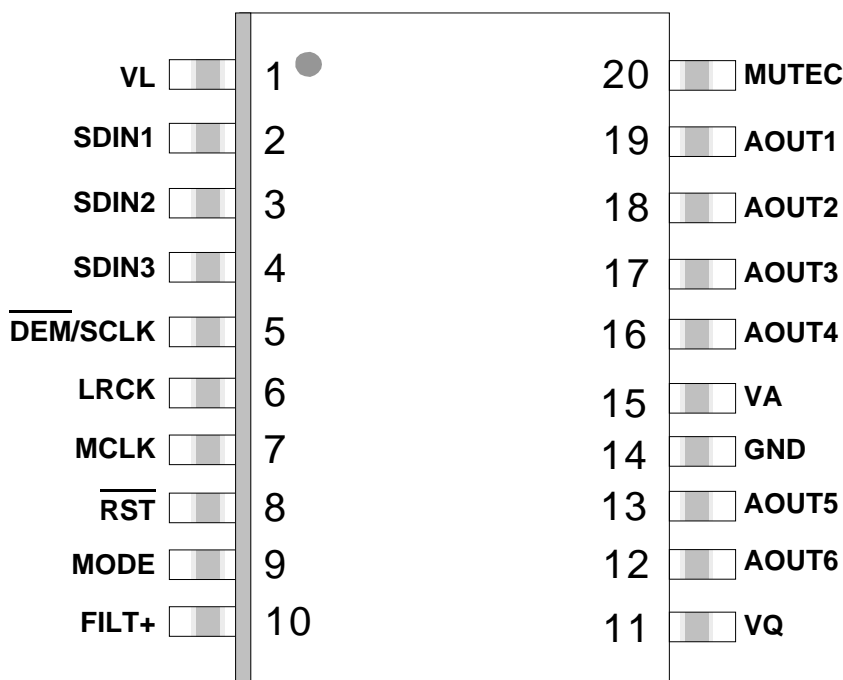 VL 1 20 MUTEC
SDIN1 2 19 AOUT1
SDIN2 3 18 AOUT2
SDIN3 4 17 AOUT3
D̅E̅M̅/SCLK 5 16 AOUT4
LRCK 6 15 VA
MCLK 7 14 GND
R̅S̅T̅ 8 13 AOUT5
MODE 9 12 AOUT6
FILT+ 10 11 VQ